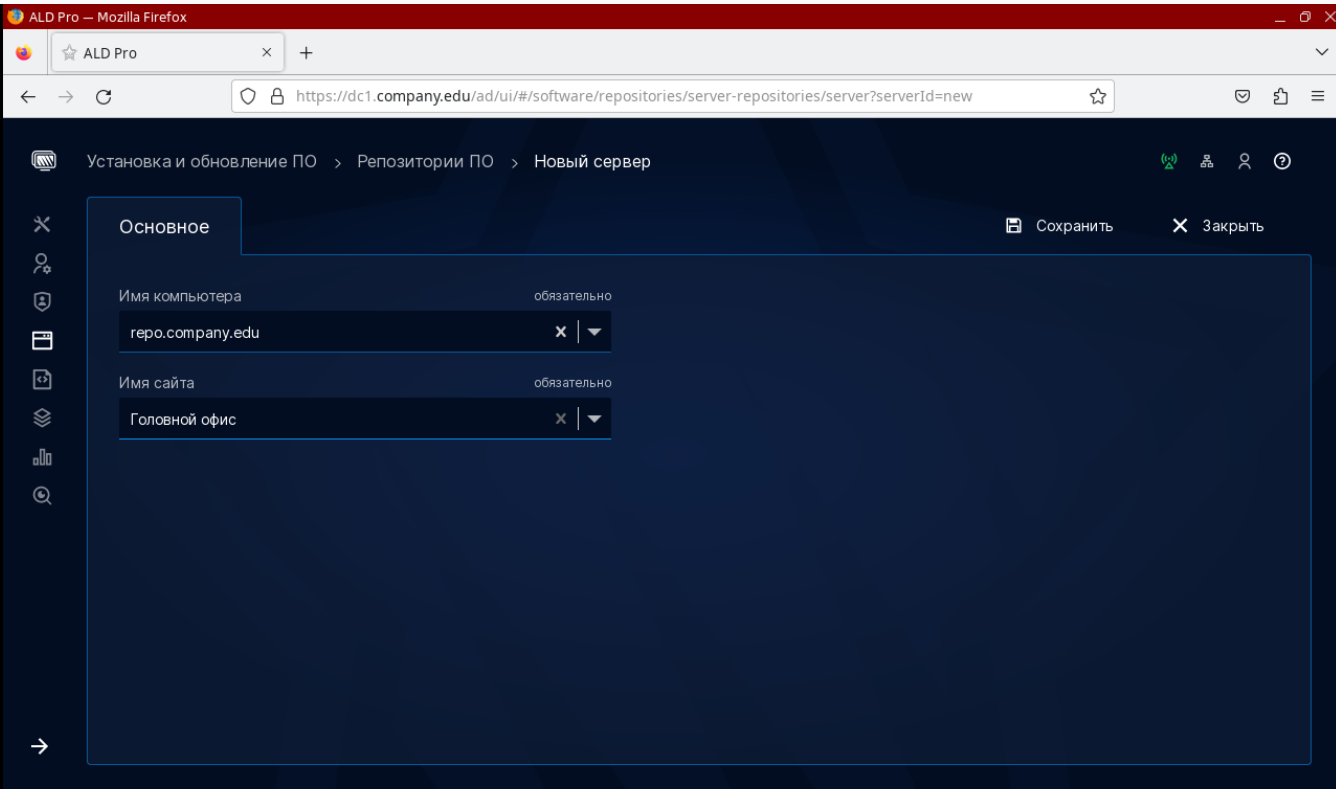 ALD Pro — Mozilla Firefox
ALD Pro
https://dc1.company.edu/ad/ui/#/software/repositories/server-repositories/server?serverId=new
Установка и обновление ПО > Репозитории ПО > Новый сервер
Основное
Сохранить
Закрыть
Имя компьютера
обязательно
repo.company.edu
Имя сайта
обязательно
Головной офис